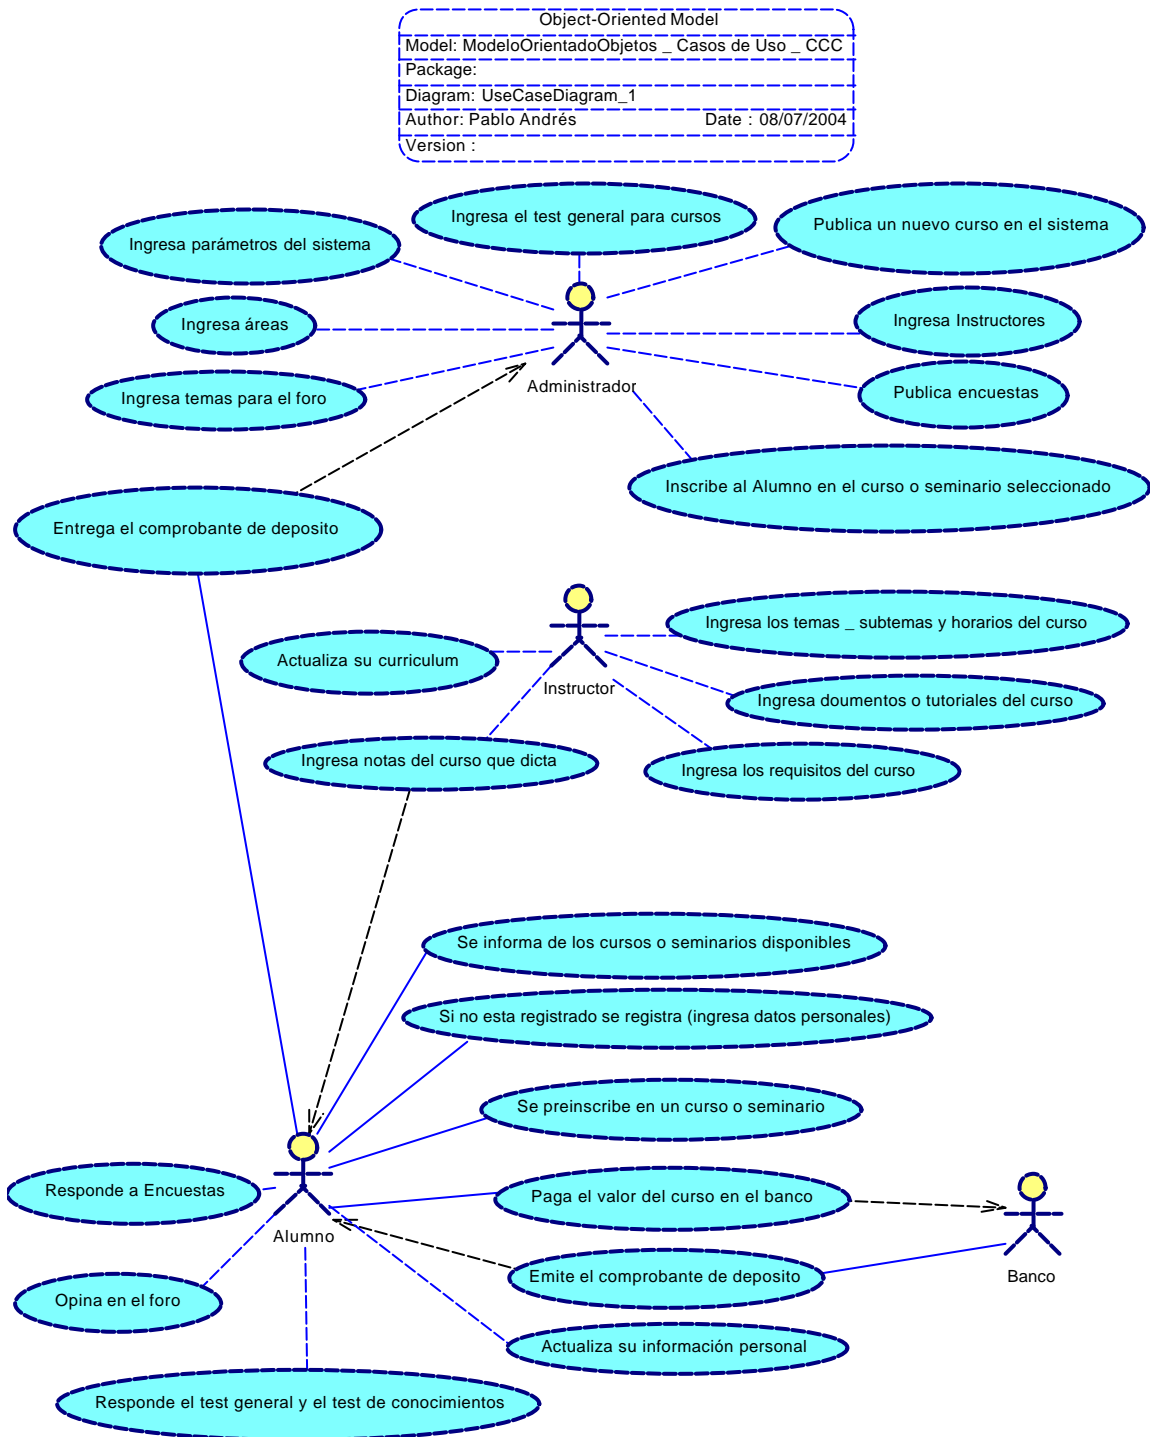 Object-Oriented Model
Model: ModeloOrientadoObjetos _ Casos de Uso _ CCC
Package:
Diagram: UseCaseDiagram_1
Author: Pablo Andrés Date : 08/07/2004
Version :
Ingresa el test general para cursos
Publica un nuevo curso en el sistema
Ingresa parámetros del sistema
Ingresa áreas
Ingresa Instructores
Administrador
Publica encuestas
Ingresa temas para el foro
Inscribe al Alumno en el curso o seminario seleccionado
Entrega el comprobante de deposito
Ingresa los temas _ subtemas y horarios del curso
Actualiza su curriculum
Instructor
Ingresa doumentos o tutoriales del curso
Ingresa notas del curso que dicta
Ingresa los requisitos del curso
Se informa de los cursos o seminarios disponibles
Si no esta registrado se registra (ingresa datos personales)
Se preinscribe en un curso o seminario
Responde a Encuestas
Paga el valor del curso en el banco
Alumno
Emite el comprobante de deposito
Banco
Opina en el foro
Actualiza su información personal
Responde el test general y el test de conocimientos